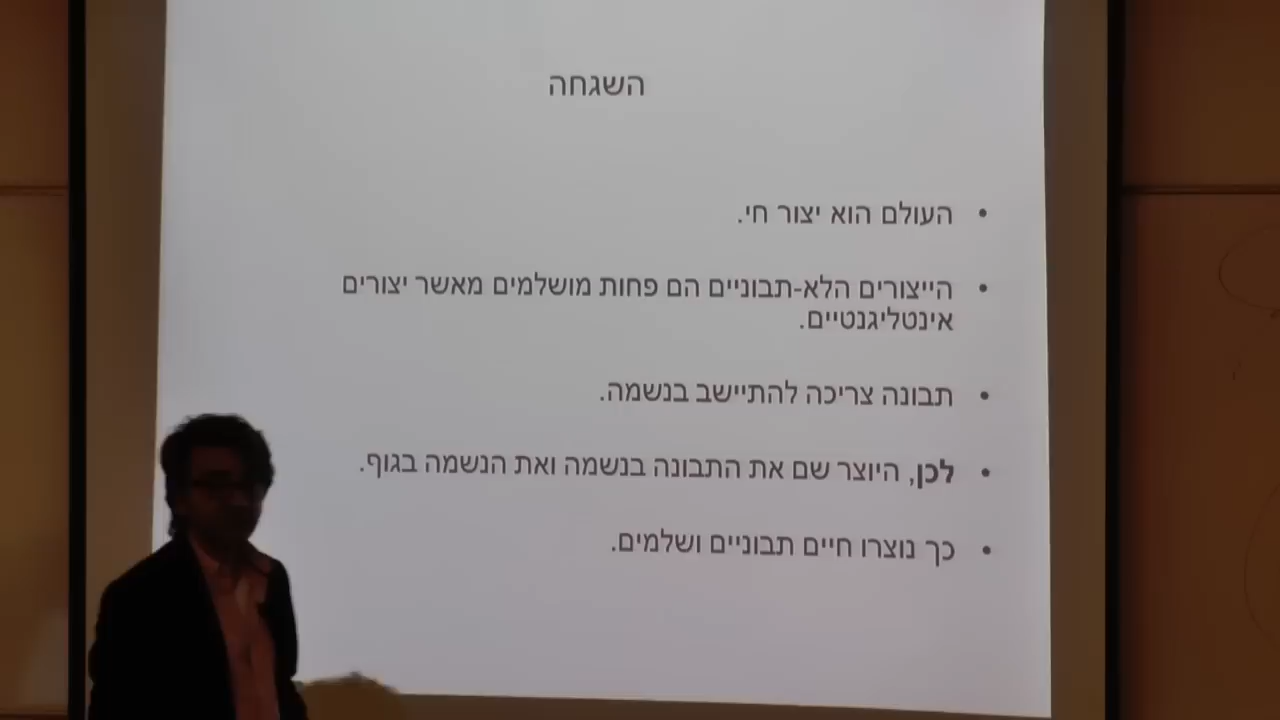 השגחה
• העולם הוא יצור חי.
• הייצורים הלא-תבוניים הם פחות מושלמים מאשר יצורים
אינטליגנטיים.
• תבונה צריכה להתיישב בנשמה.
• לכן, היוצר שם את התבונה בנשמה ואת הנשמה בגוף.
• כך נוצרו חיים תבוניים ושלמים.